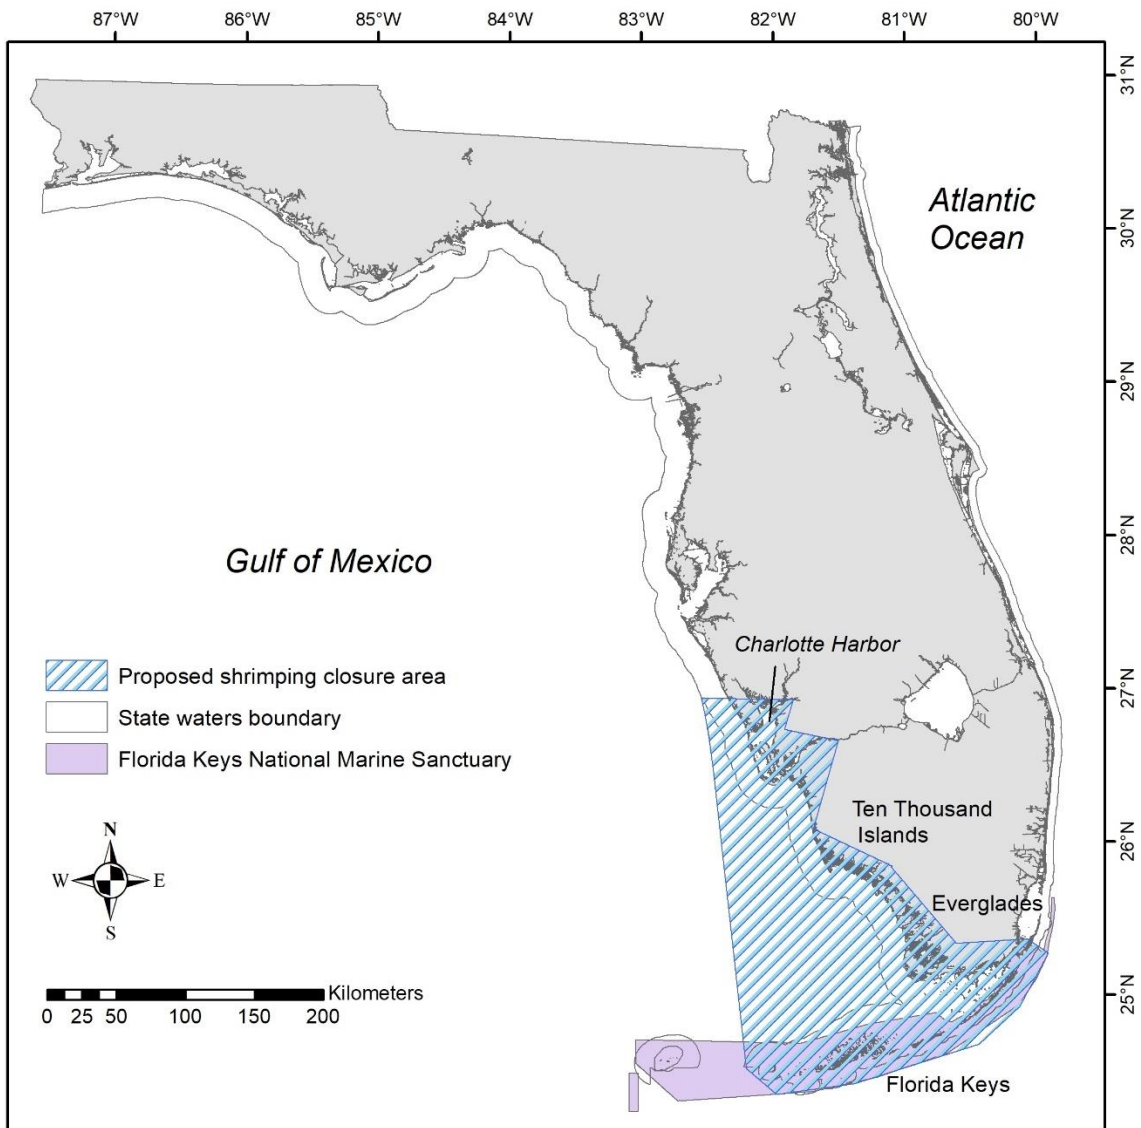 87°W 86°W 85°W 84°W 83°W 82°W 81°W 80°W
31°N
Atlantic
Ocean
30°N
29°N
28°N
Gulf of Mexico
Charlotte Harbor
Proposed shrimping closure area
27°N
State waters boundary
Florida Keys National Marine Sanctuary
Ten Thousand
Islands
26°N
N
W E
S
Everglades
Kilometers
25°N
0 25 50 100 150 200
Florida Keys